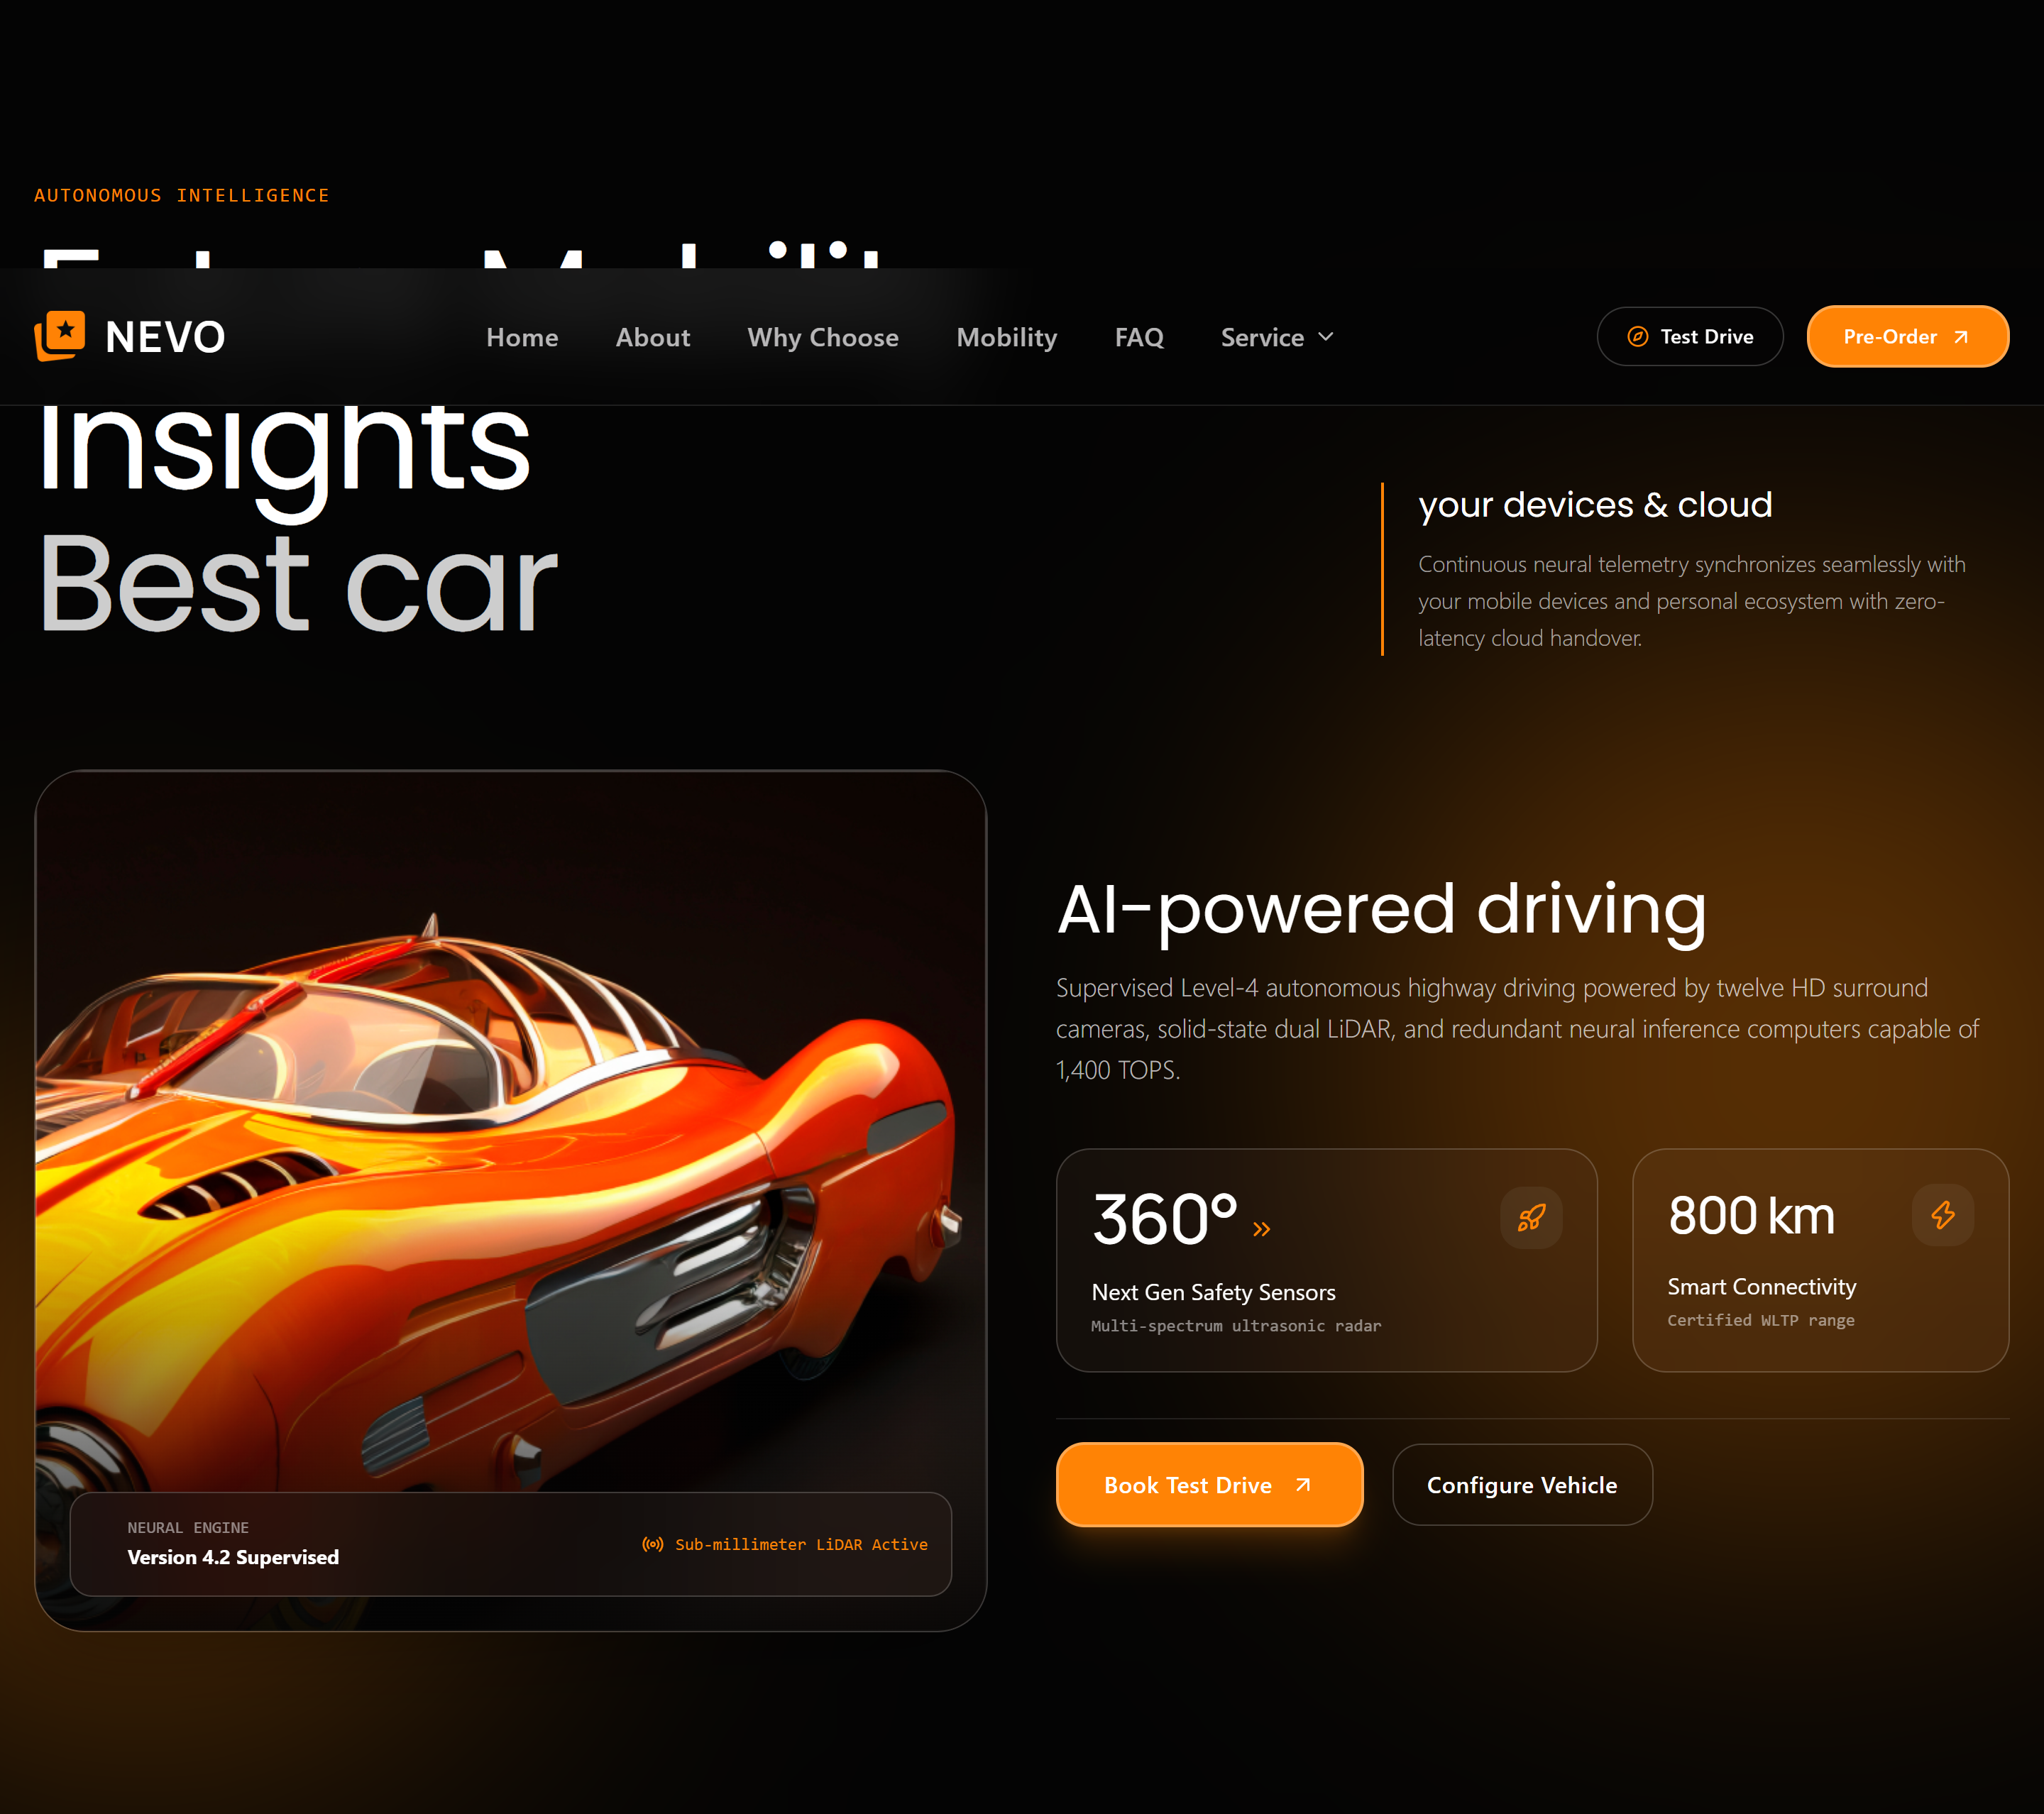 AUTONOMOUS INTELLIGENCE
NEVO
Home
About
Why Choose
Mobility
FAQ
Service
Test Drive
Pre-Order
Insights
Best car
your devices & cloud
Continuous neural telemetry synchronizes seamlessly with
your mobile devices and personal ecosystem with zero-
latency cloud handover.
AI-powered driving
Supervised Level-4 autonomous highway driving powered by twelve HD surround
cameras, solid-state dual LiDAR, and redundant neural inference computers capable of
1,400 TOPS.
360°
Next Gen Safety Sensors
Multi-spectrum ultrasonic radar
800 km
Smart Connectivity
Certified WLTP range
Book Test Drive
Configure Vehicle
NEURAL ENGINE
Version 4.2 Supervised
Sub-millimeter LiDAR Active